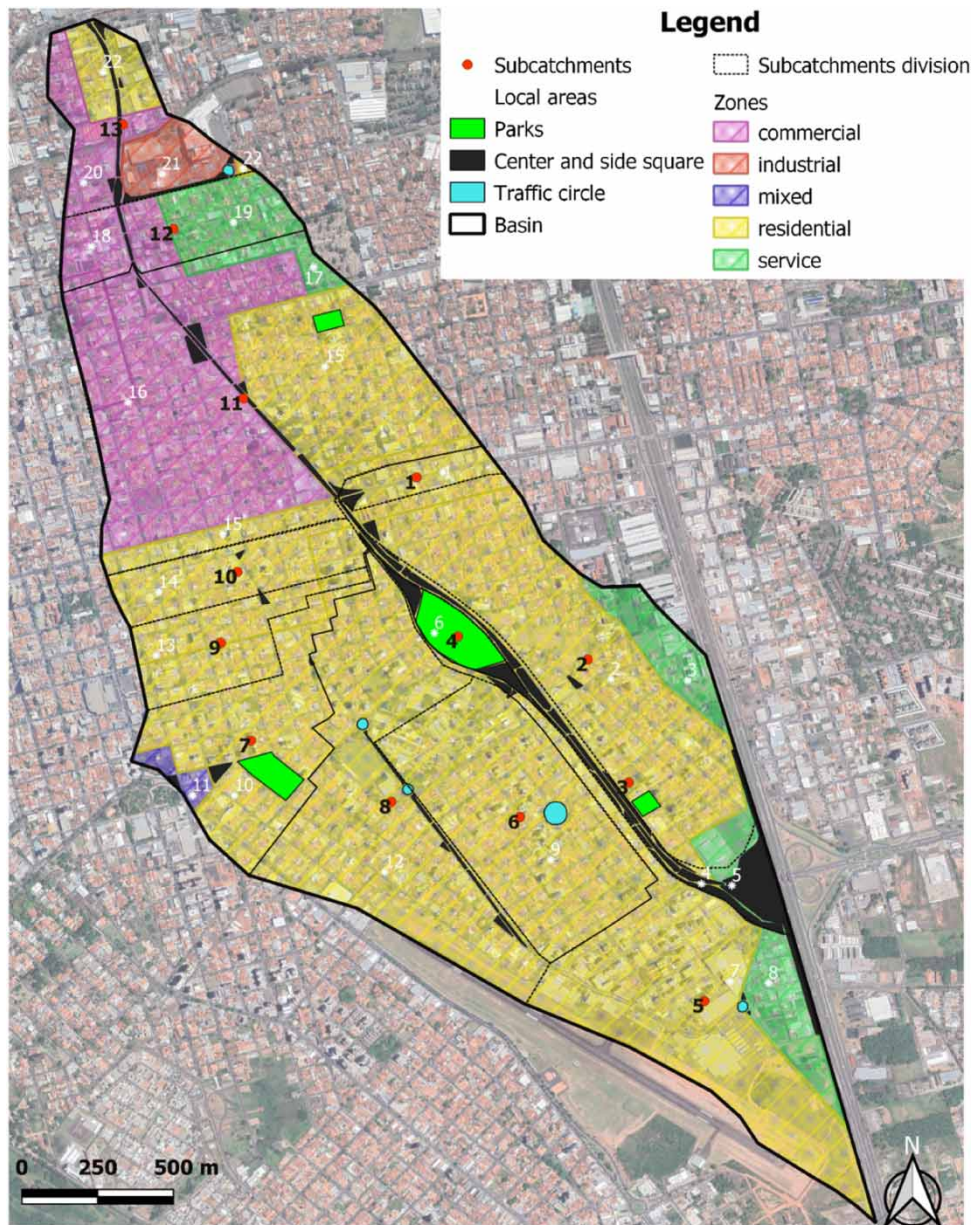 Legend
Subcatchments
Local areas
Parks
Center and side square
Traffic circle
Basin
Subcatchments division
Zones
commercial
industrial
mixed
residential
service
22
13
21
22
20
19
12
18
17
15
16
11
1
15
10
14
6
4
13
9
2
2
3
7
3
11
10
8
6
9
12
4
5
7
8
5
0 250 500 m
N